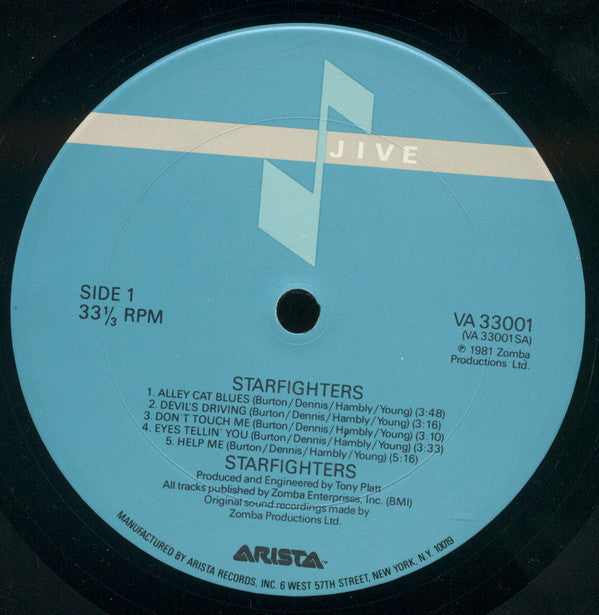 JIVE
SIDE 1
33⅓ RPM
VA 33001
(VA 33001SA)
℗ 1981 Zomba
Productions Ltd.
STARFIGHTERS
1. ALLEY CAT BLUES (Burton/Dennis/Hambly/Young) (3:48)
2. DEVIL'S DRIVING (Burton/Dennis/Hambly/Young) (3:16)
3. DON'T TOUCH ME (Burton/Dennis/Hambly/Young) (3:10)
4. EYES TELLIN' YOU (Burton/Dennis/Hambly/Young) (3:33)
5. HELP ME (Burton/Dennis/Hambly/Young) (5:16)
STARFIGHTERS
Produced and Engineered by Tony Platt
All tracks published by Zomba Enterprises, Inc. (BMI)
Original sound recordings made by
Zomba Productions Ltd.
ARISTA
MANUFACTURED BY ARISTA RECORDS, INC. 6 WEST 57TH STREET, NEW YORK, N.Y. 10019